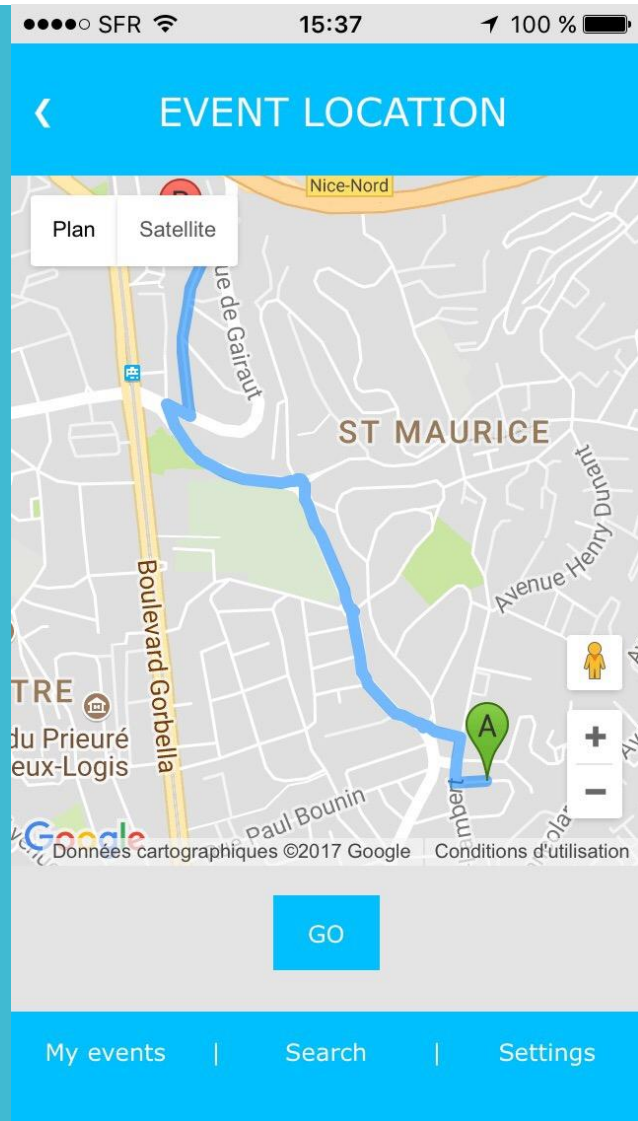 SFR
15:37
100 %
EVENT LOCATION
Nice-Nord
Plan
Satellite
ue de Gairaut
ST MAURICE
Avenue Henry Dunant
Boulevard Gorbella
TRE
du Prieuré
eux-Logis
A
+
−
Paul Bounin
Google
Données cartographiques ©2017 Google
Conditions d'utilisation
GO
My events | Search | Settings